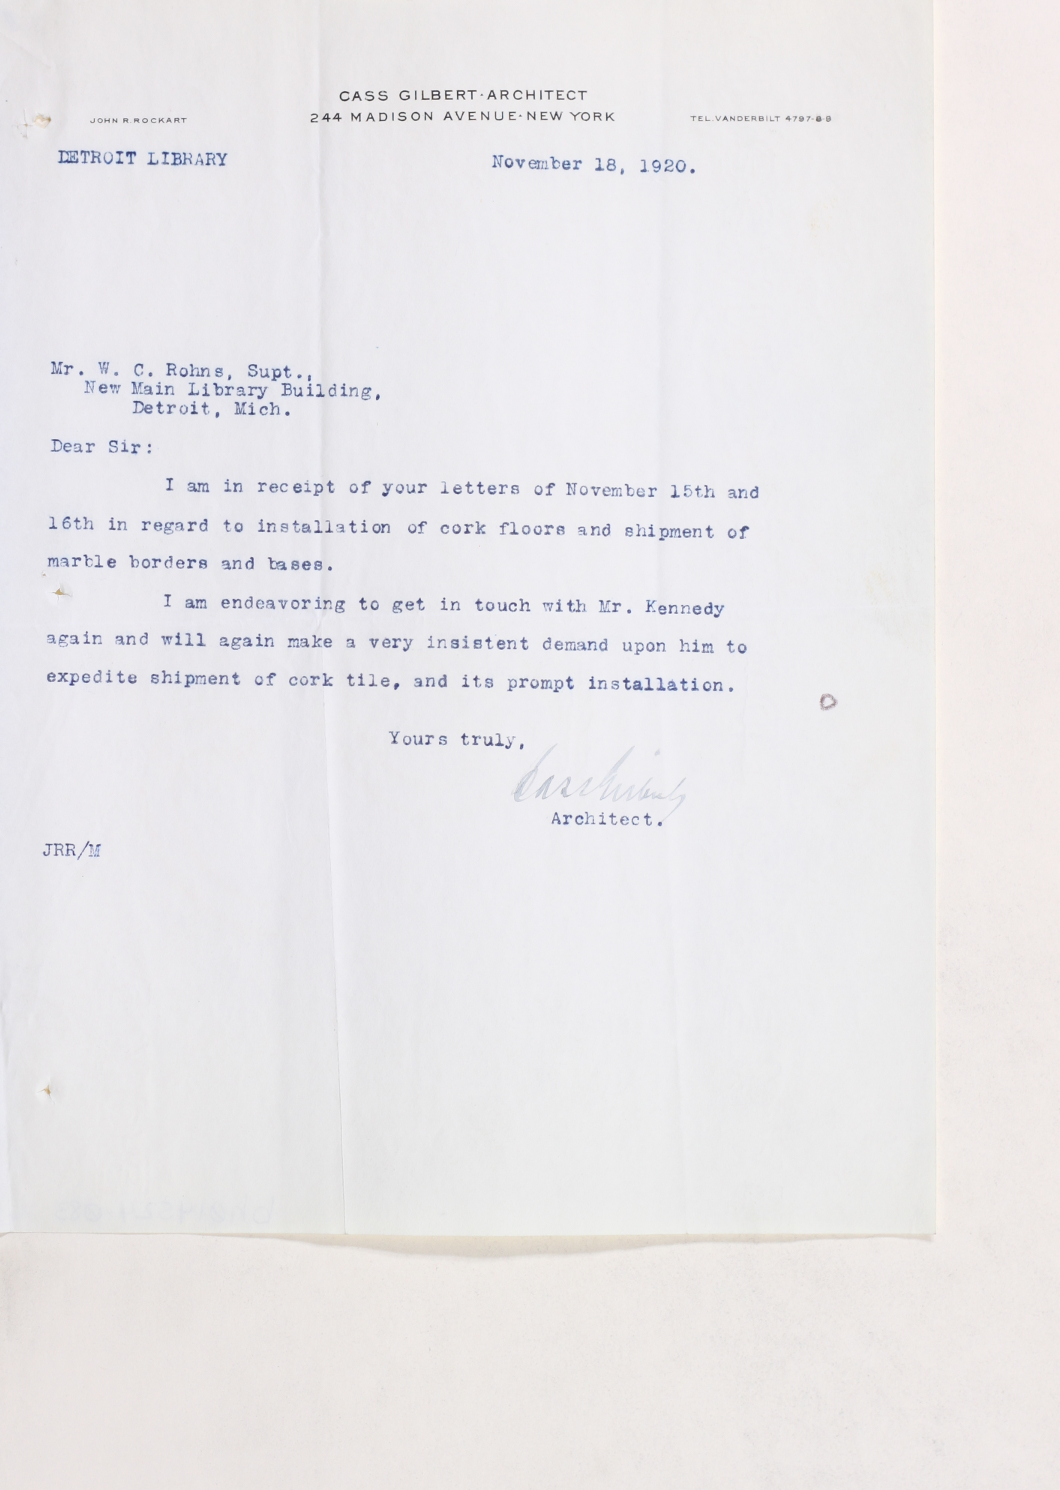 CASS GILBERT·ARCHITECT
JOHN R. ROCKART
244 MADISON AVENUE·NEW YORK
TEL. VANDERBILT 4797-8-9
DETROIT LIBRARY
November 18, 1920.
Mr. W. C. Rohns, Supt.,
New Main Library Building,
Detroit, Mich.
Dear Sir:
I am in receipt of your letters of November 15th and
16th in regard to installation of cork floors and shipment of
marble borders and bases.
I am endeavoring to get in touch with Mr. Kennedy
again and will again make a very insistent demand upon him to
expedite shipment of cork tile, and its prompt installation.
Yours truly,
Cass Gilbert
Architect.
JRR/M